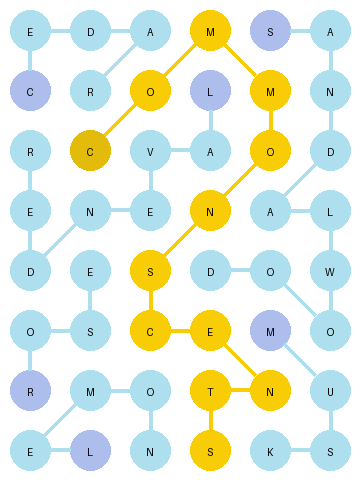 E D A M S A
C R O L M N
R C V A O D
E N E N A L
D E S D O W
O S C E M O
R M O T N U
E L N S K S